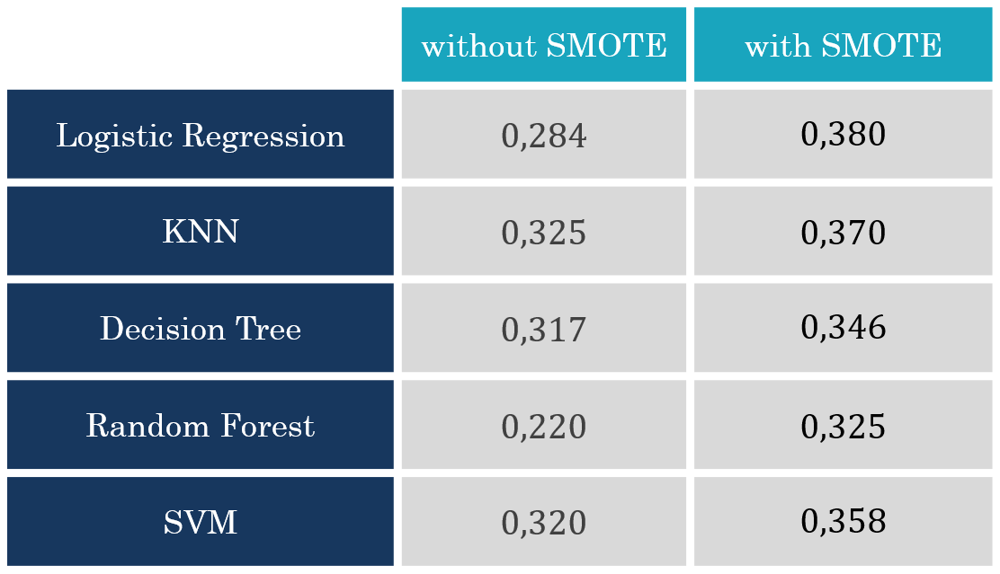 without SMOTE with SMOTE
Logistic Regression 0,284 0,380
KNN 0,325 0,370
Decision Tree 0,317 0,346
Random Forest 0,220 0,325
SVM 0,320 0,358